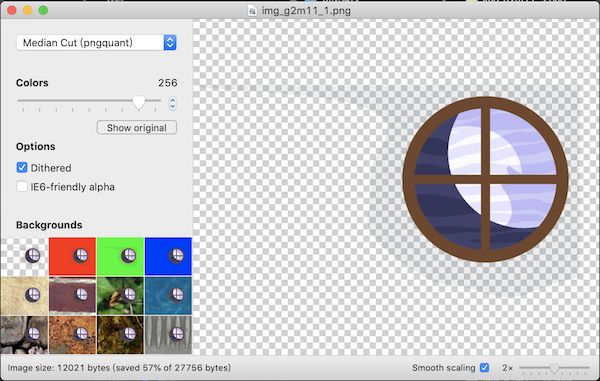 img_g2m11_1.png
Median Cut (pngquant)
Colors 256
Show original
Options
Dithered
IE6-friendly alpha
Backgrounds
Image size: 12021 bytes (saved 57% of 27756 bytes)
Smooth scaling 2×